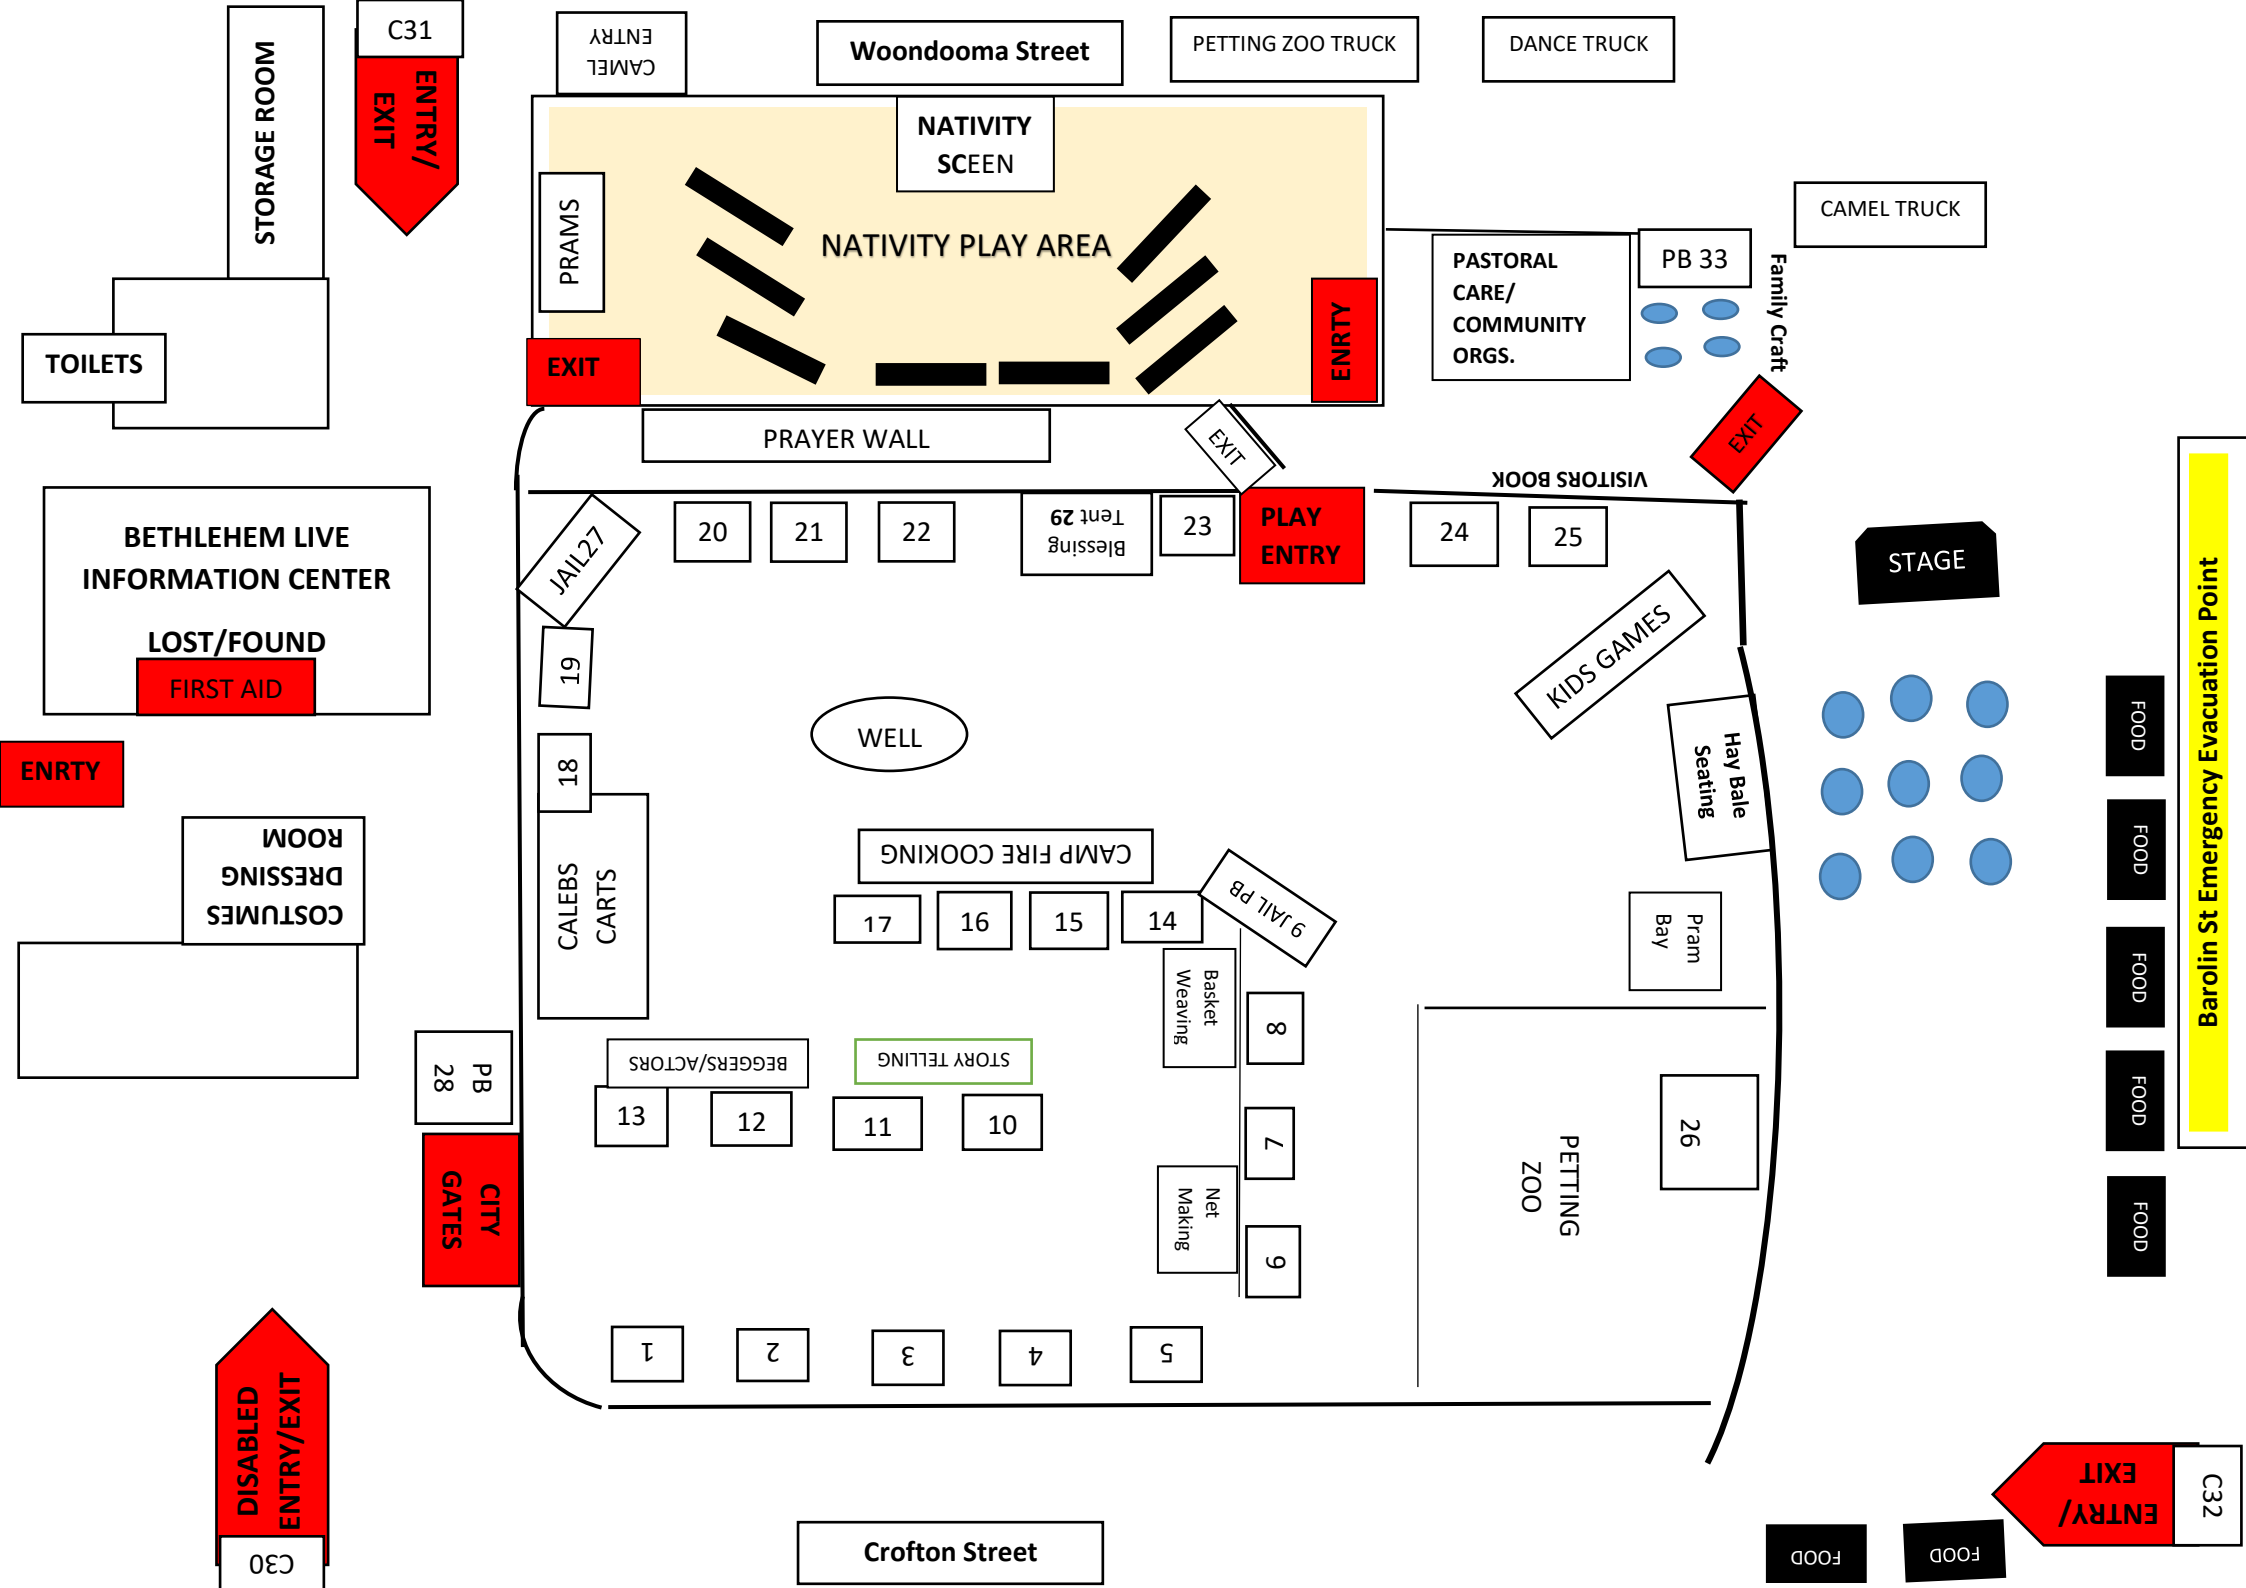 C31
ENTRY/
EXIT
STORAGE ROOM
CAMEL
ENTRY
Woondooma Street
PETTING ZOO TRUCK
DANCE TRUCK
NATIVITY
SCEEN
PRAMS
NATIVITY PLAY AREA
CAMEL TRUCK
PASTORAL
CARE/
COMMUNITY
ORGS.
PB 33
Family Craft
TOILETS
EXIT
ENRTY
EXIT
PRAYER WALL
EXIT
VISITORS BOOK
BETHLEHEM LIVE
INFORMATION CENTER
LOST/FOUND
FIRST AID
JAIL27
20
21
22
Blessing
Tent 29
23
PLAY
ENTRY
24
25
STAGE
KIDS GAMES
19
WELL
18
Hay Bale
Seating
ENRTY
COSTUMES
DRESSING
ROOM
CALEBS
CARTS
CAMP FIRE COOKING
9 JAIL PB
17
16
15
14
Pram
Bay
Basket
Weaving
8
PB
28
BEGGERS/ACTORS
STORY TELLING
13
12
11
10
7
26
PETTING
ZOO
CITY
GATES
Net
Making
6
1
2
3
4
5
FOOD
FOOD
FOOD
FOOD
FOOD
Barolin St Emergency Evacuation Point
DISABLED
ENTRY/EXIT
C30
Crofton Street
FOOD
FOOD
ENTRY/
EXIT
C32